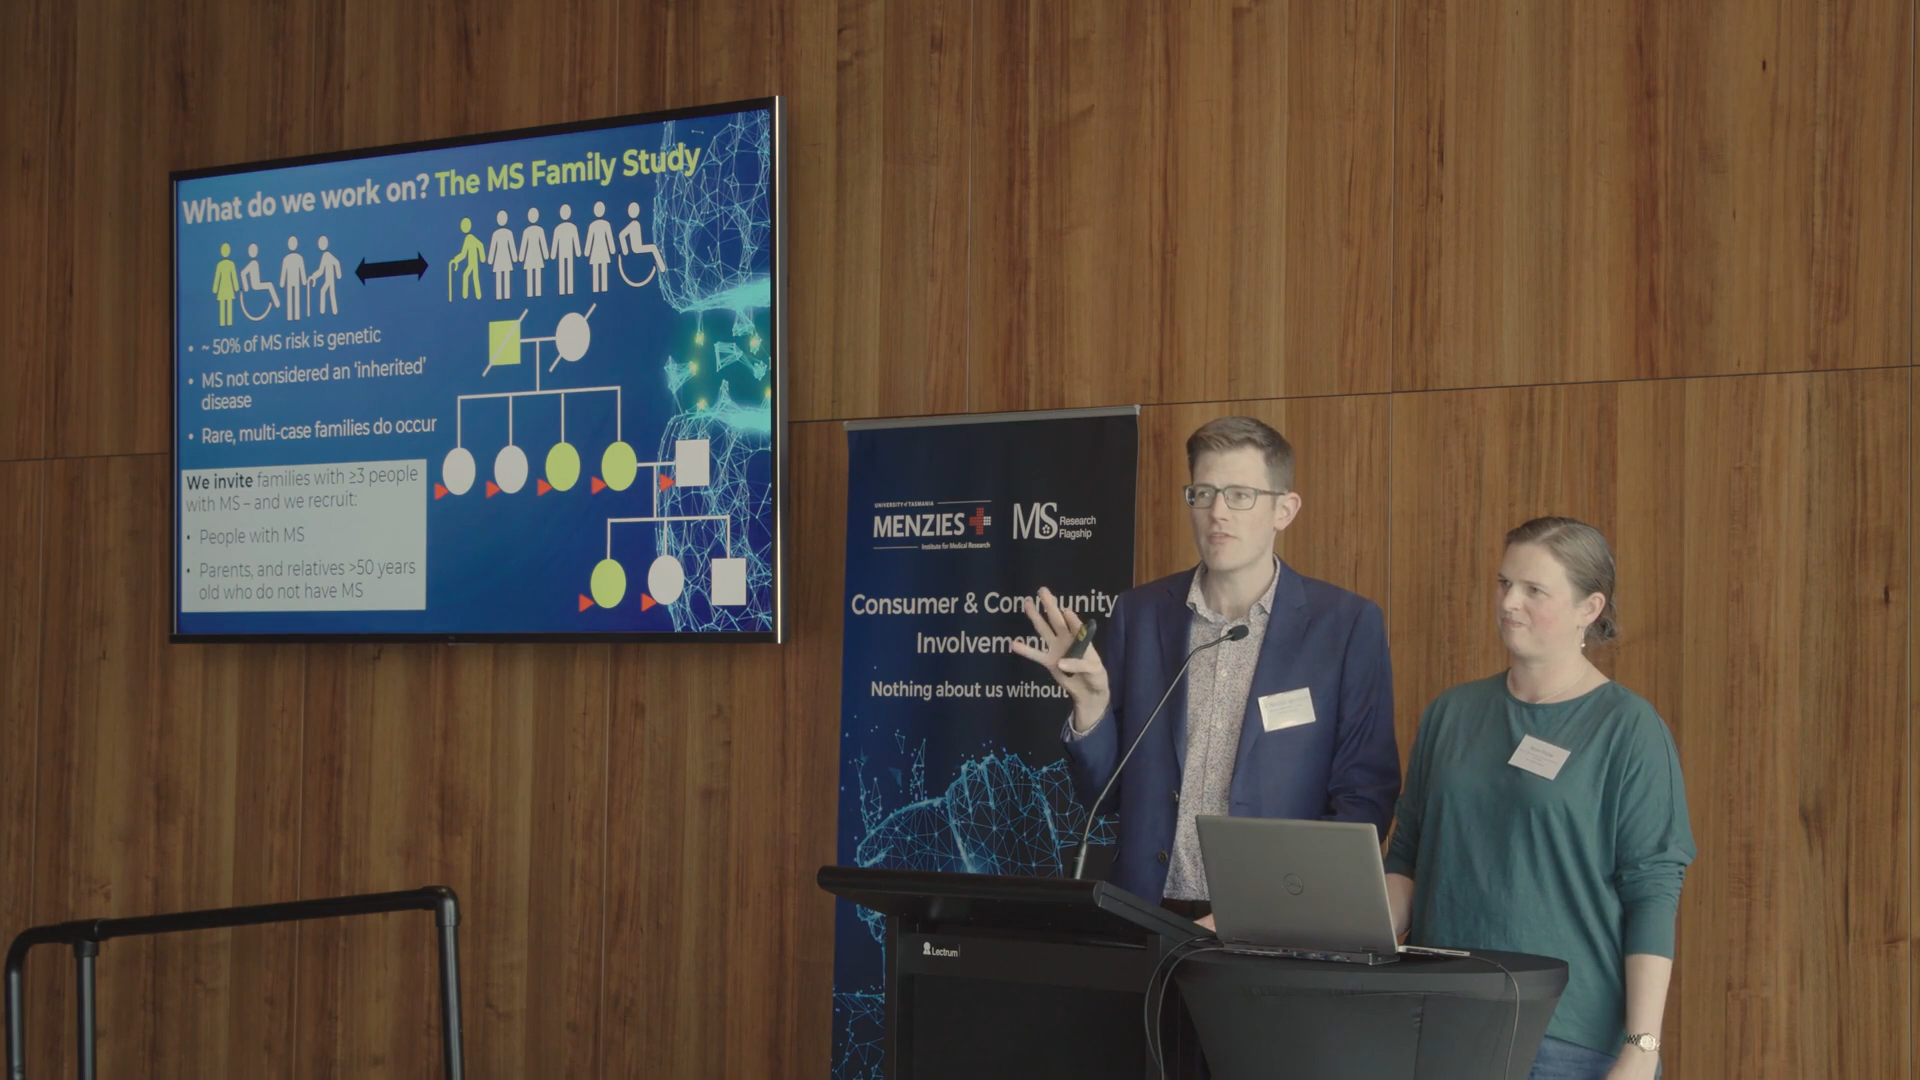 What do we work on? The MS Family Study
• ~ 50% of MS risk is genetic
• MS not considered an 'inherited'
disease
• Rare, multi-case families do occur
We invite families with ≥3 people
with MS – and we recruit:
• People with MS
• Parents, and relatives >50 years
old who do not have MS
UNIVERSITY of TASMANIA
MENZIES
Institute for Medical Research
MS Research
Flagship
Consumer & Community
Involvement
Nothing about us without
Lectrum